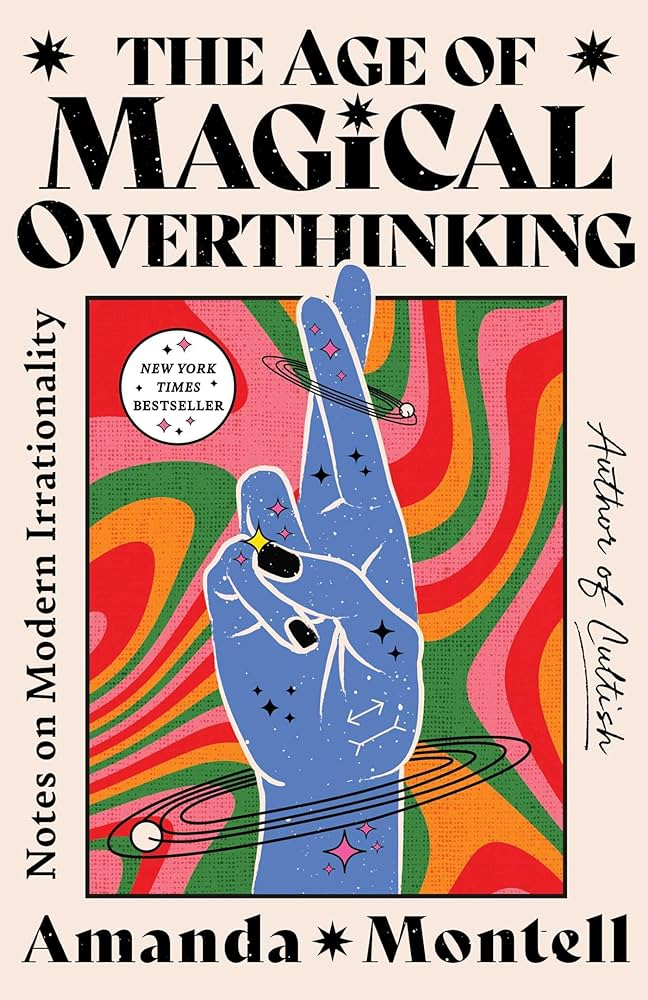 THE AGE OF
MAGiCAL
OVERTHINKING
Notes on Modern Irrationality
NEW YORK
TIMES
BESTSELLER
Author of Cultish
Amanda Montell